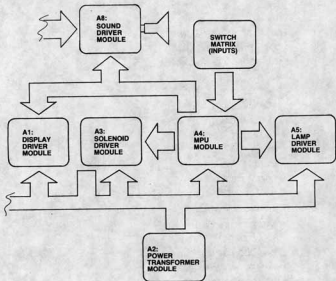 A8:
SOUND
DRIVER
MODULE
SWITCH
MATRIX
(INPUTS)
A1:
DISPLAY
DRIVER
MODULE
A3:
SOLENOID
DRIVER
MODULE
A4:
MPU
MODULE
A5:
LAMP DRIVER
MODULE
A2:
POWER
TRANSFORMER
MODULE